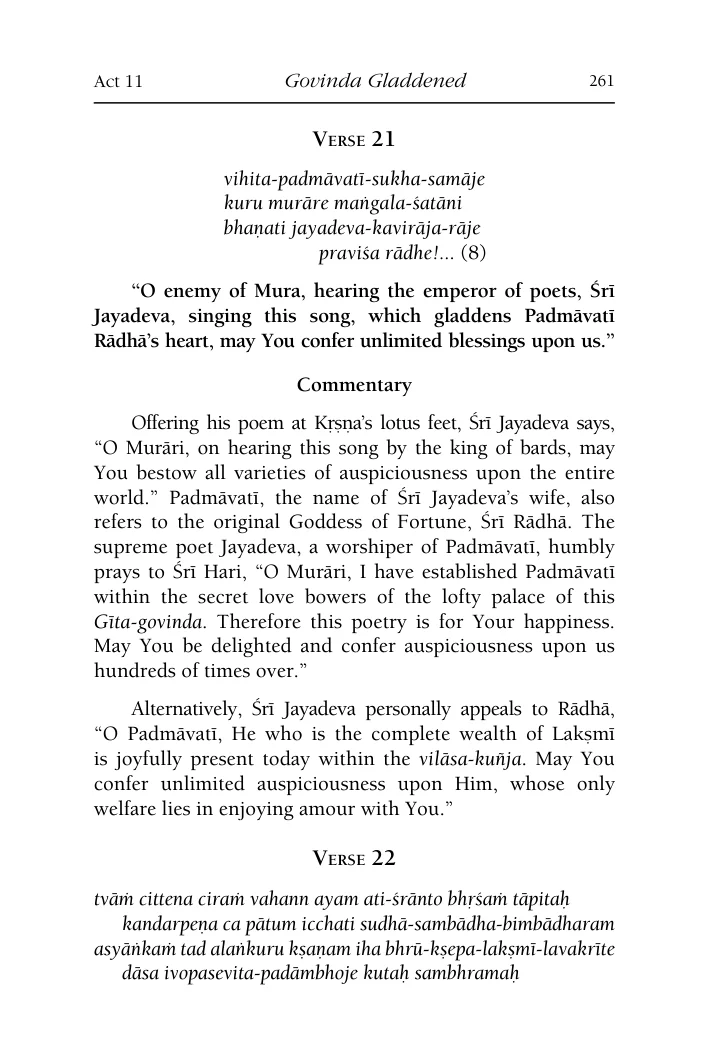 Act 11 Govinda Gladdened 261
VERSE 21
vihita-padmāvatī-sukha-samāje
kuru murāre maṅgala-śatāni
bhaṇati jayadeva-kavirāja-rāje
praviśa rādhe!... (8)
“O enemy of Mura, hearing the emperor of poets, Śrī
Jayadeva, singing this song, which gladdens Padmāvatī
Rādhā’s heart, may You confer unlimited blessings upon us.”
Commentary
Offering his poem at Kṛṣṇa’s lotus feet, Śrī Jayadeva says,
“O Murāri, on hearing this song by the king of bards, may
You bestow all varieties of auspiciousness upon the entire
world.” Padmāvatī, the name of Śrī Jayadeva’s wife, also
refers to the original Goddess of Fortune, Śrī Rādhā. The
supreme poet Jayadeva, a worshiper of Padmāvatī, humbly
prays to Śrī Hari, “O Murāri, I have established Padmāvatī
within the secret love bowers of the lofty palace of this
Gīta-govinda. Therefore this poetry is for Your happiness.
May You be delighted and confer auspiciousness upon us
hundreds of times over.”
Alternatively, Śrī Jayadeva personally appeals to Rādhā,
“O Padmāvatī, He who is the complete wealth of Lakṣmī
is joyfully present today within the vilāsa-kuñja. May You
confer unlimited auspiciousness upon Him, whose only
welfare lies in enjoying amour with You.”
VERSE 22
tvāṁ cittena ciraṁ vahann ayam ati-śrānto bhṛśaṁ tāpitaḥ
kandarpeṇa ca pātum icchati sudhā-sambādha-bimbādharam
asyāṅkaṁ tad alaṅkuru kṣaṇam iha bhrū-kṣepa-lakṣmī-lavakrīte
dāsa ivopasevita-padāmbhoje kutaḥ sambhramaḥ